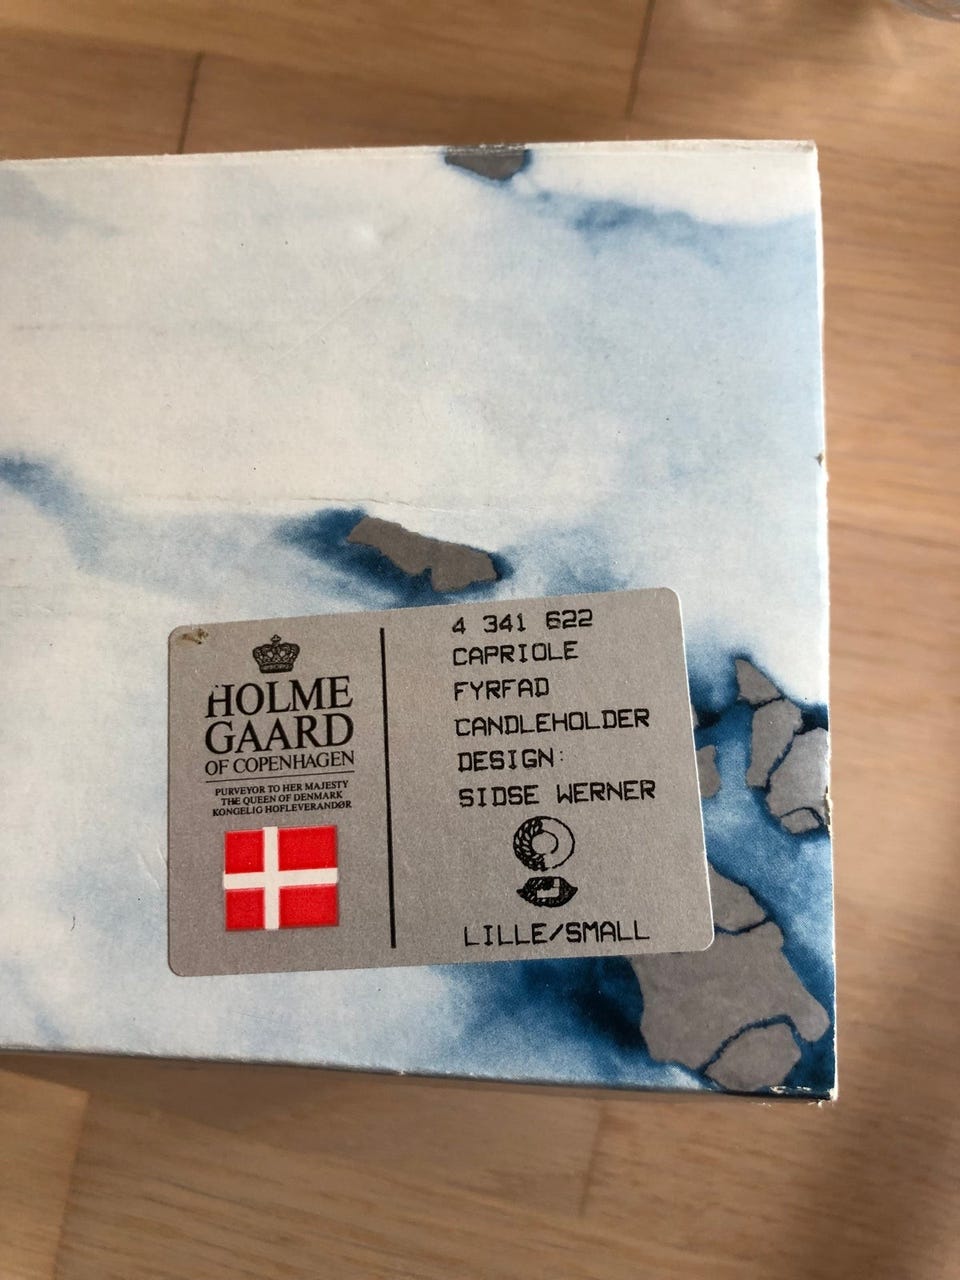 HOLME
GAARD
OF COPENHAGEN
PURVEYOR TO HER MAJESTY
THE QUEEN OF DENMARK
KONGELIG HOFLEVERANDØR
4 341 622
CAPRIOLE
FYRFAD
CANDLEHOLDER
DESIGN:
SIDSE WERNER
LILLE/SMALL